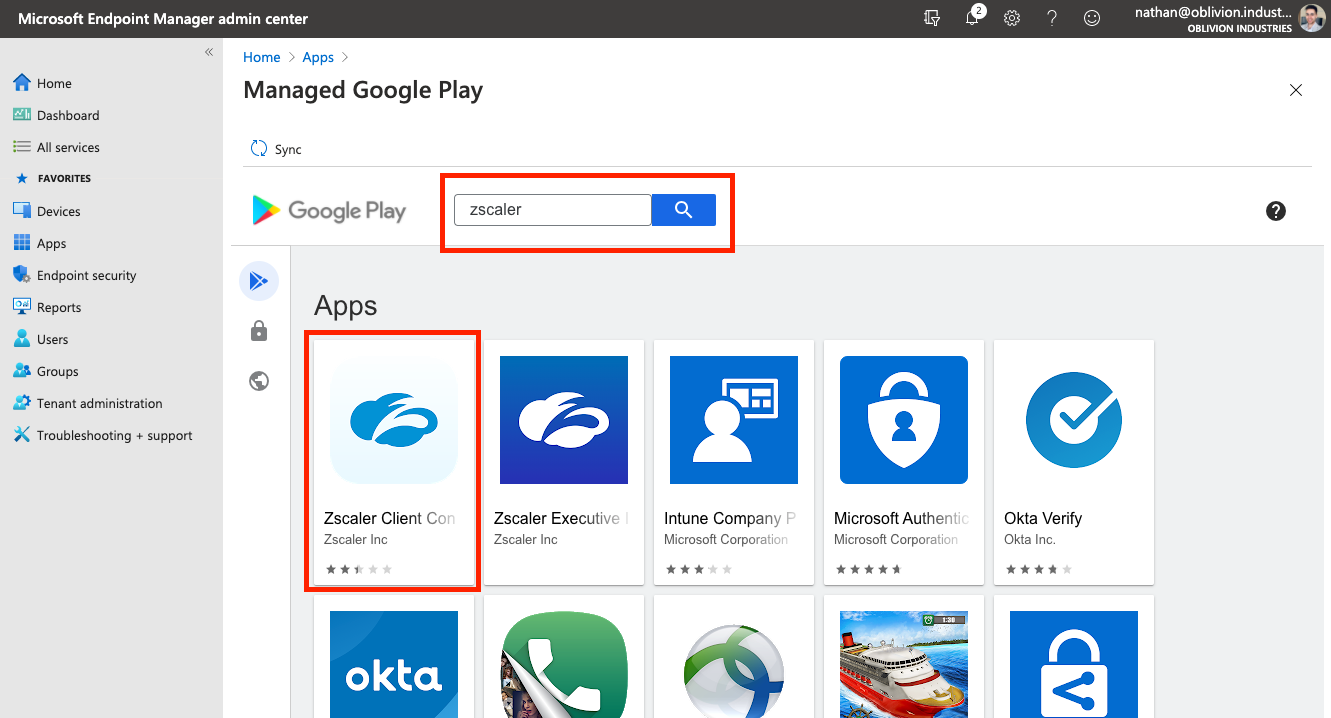 Microsoft Endpoint Manager admin center
2
nathan@oblivion.indust...
OBLIVION INDUSTRIES
«
Home
Dashboard
All services
FAVORITES
Devices
Apps
Endpoint security
Reports
Users
Groups
Tenant administration
Troubleshooting + support
Home > Apps >
Managed Google Play
Sync
Google Play
zscaler
Apps
Zscaler Client Con
Zscaler Inc
Zscaler Executive
Zscaler Inc
Intune Company P
Microsoft Corporation
Microsoft Authentic
Microsoft Corporation
Okta Verify
Okta Inc.
okta
1:30